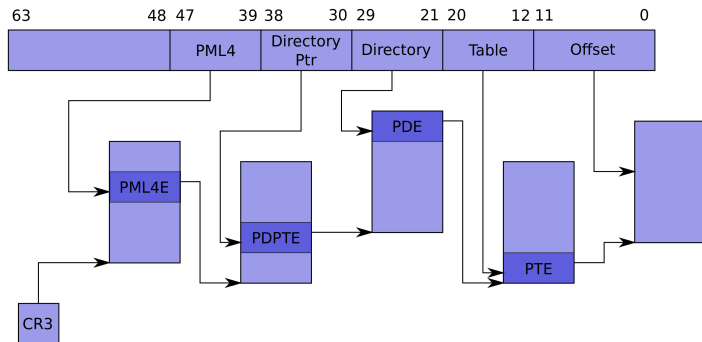 63 48 47 39 38 30 29 21 20 12 11 0
PML4
Directory
Ptr
Directory
Table
Offset
PDE
PML4E
PDPTE
PTE
CR3